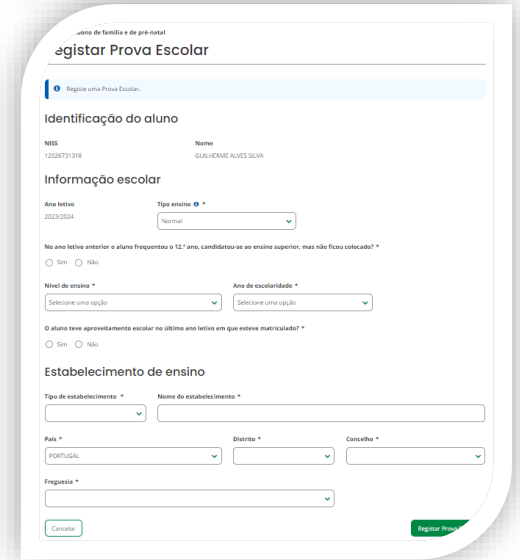 de família e de pré-natal
Registar Prova Escolar
Registe uma Prova Escolar.
Identificação do aluno
NISS Nome
12026731318 GUILHERME ALVES SILVA
Informação escolar
Ano letivo Tipo ensino *
2023/2024 Normal
No ano letivo anterior o aluno frequentou o 12.º ano, candidatou-se ao ensino superior, mas não ficou colocado? *
Sim Não
Nível de ensino * Ano de escolaridade *
Selecione uma opção Selecione uma opção
O aluno teve aproveitamento escolar no último ano letivo em que esteve matriculado? *
Sim Não
Estabelecimento de ensino
Tipo de estabelecimento * Nome do estabelecimento *
País * Distrito * Concelho *
PORTUGAL
Freguesia *
Cancelar Registar Prova